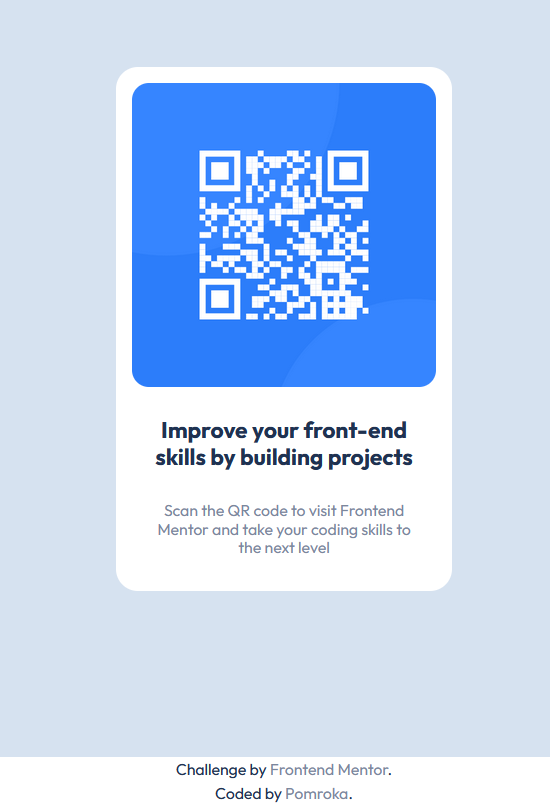 Improve your front-end
skills by building projects
Scan the QR code to visit Frontend
Mentor and take your coding skills to
the next level
Challenge by Frontend Mentor.
Coded by Pomroka.